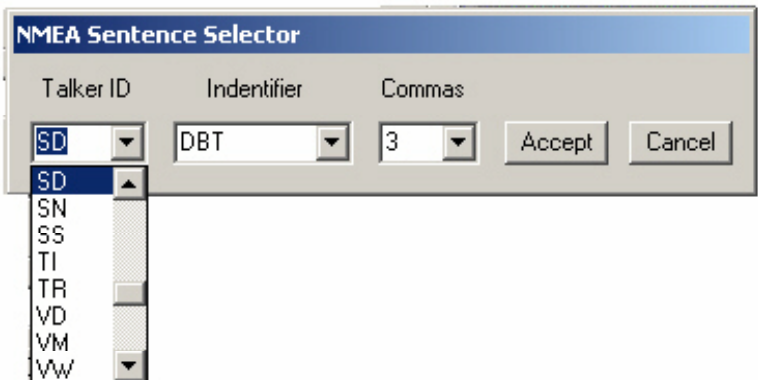 NMEA Sentence Selector
Talker ID Indentifier Commas
SD DBT 3 Accept Cancel
SD
SN
SS
TI
TR
VD
VM
VW